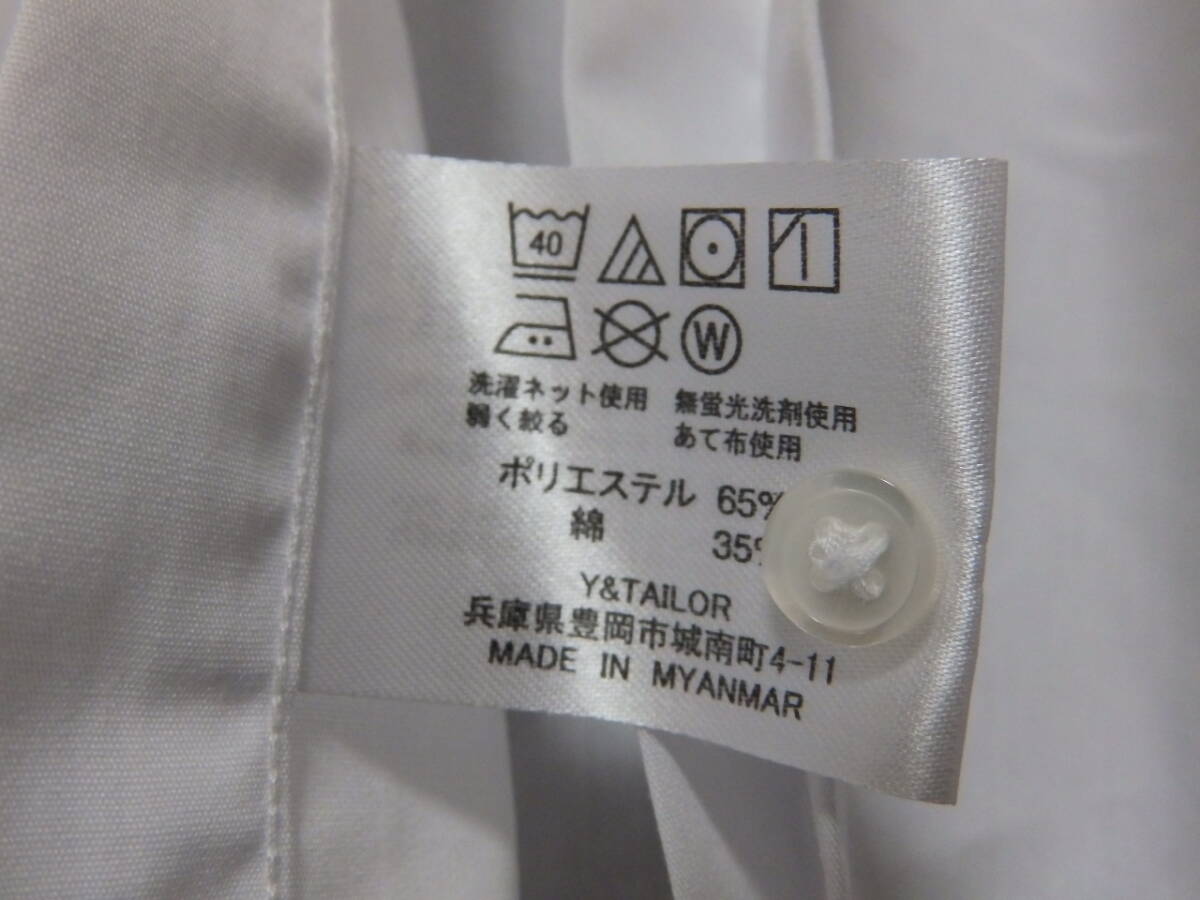 40
W
洗濯ネット使用 無蛍光洗剤使用
弱く絞る あて布使用
ポリエステル 65%
綿 35%
Y&TAILOR
兵庫県豊岡市城南町4-11
MADE IN MYANMAR